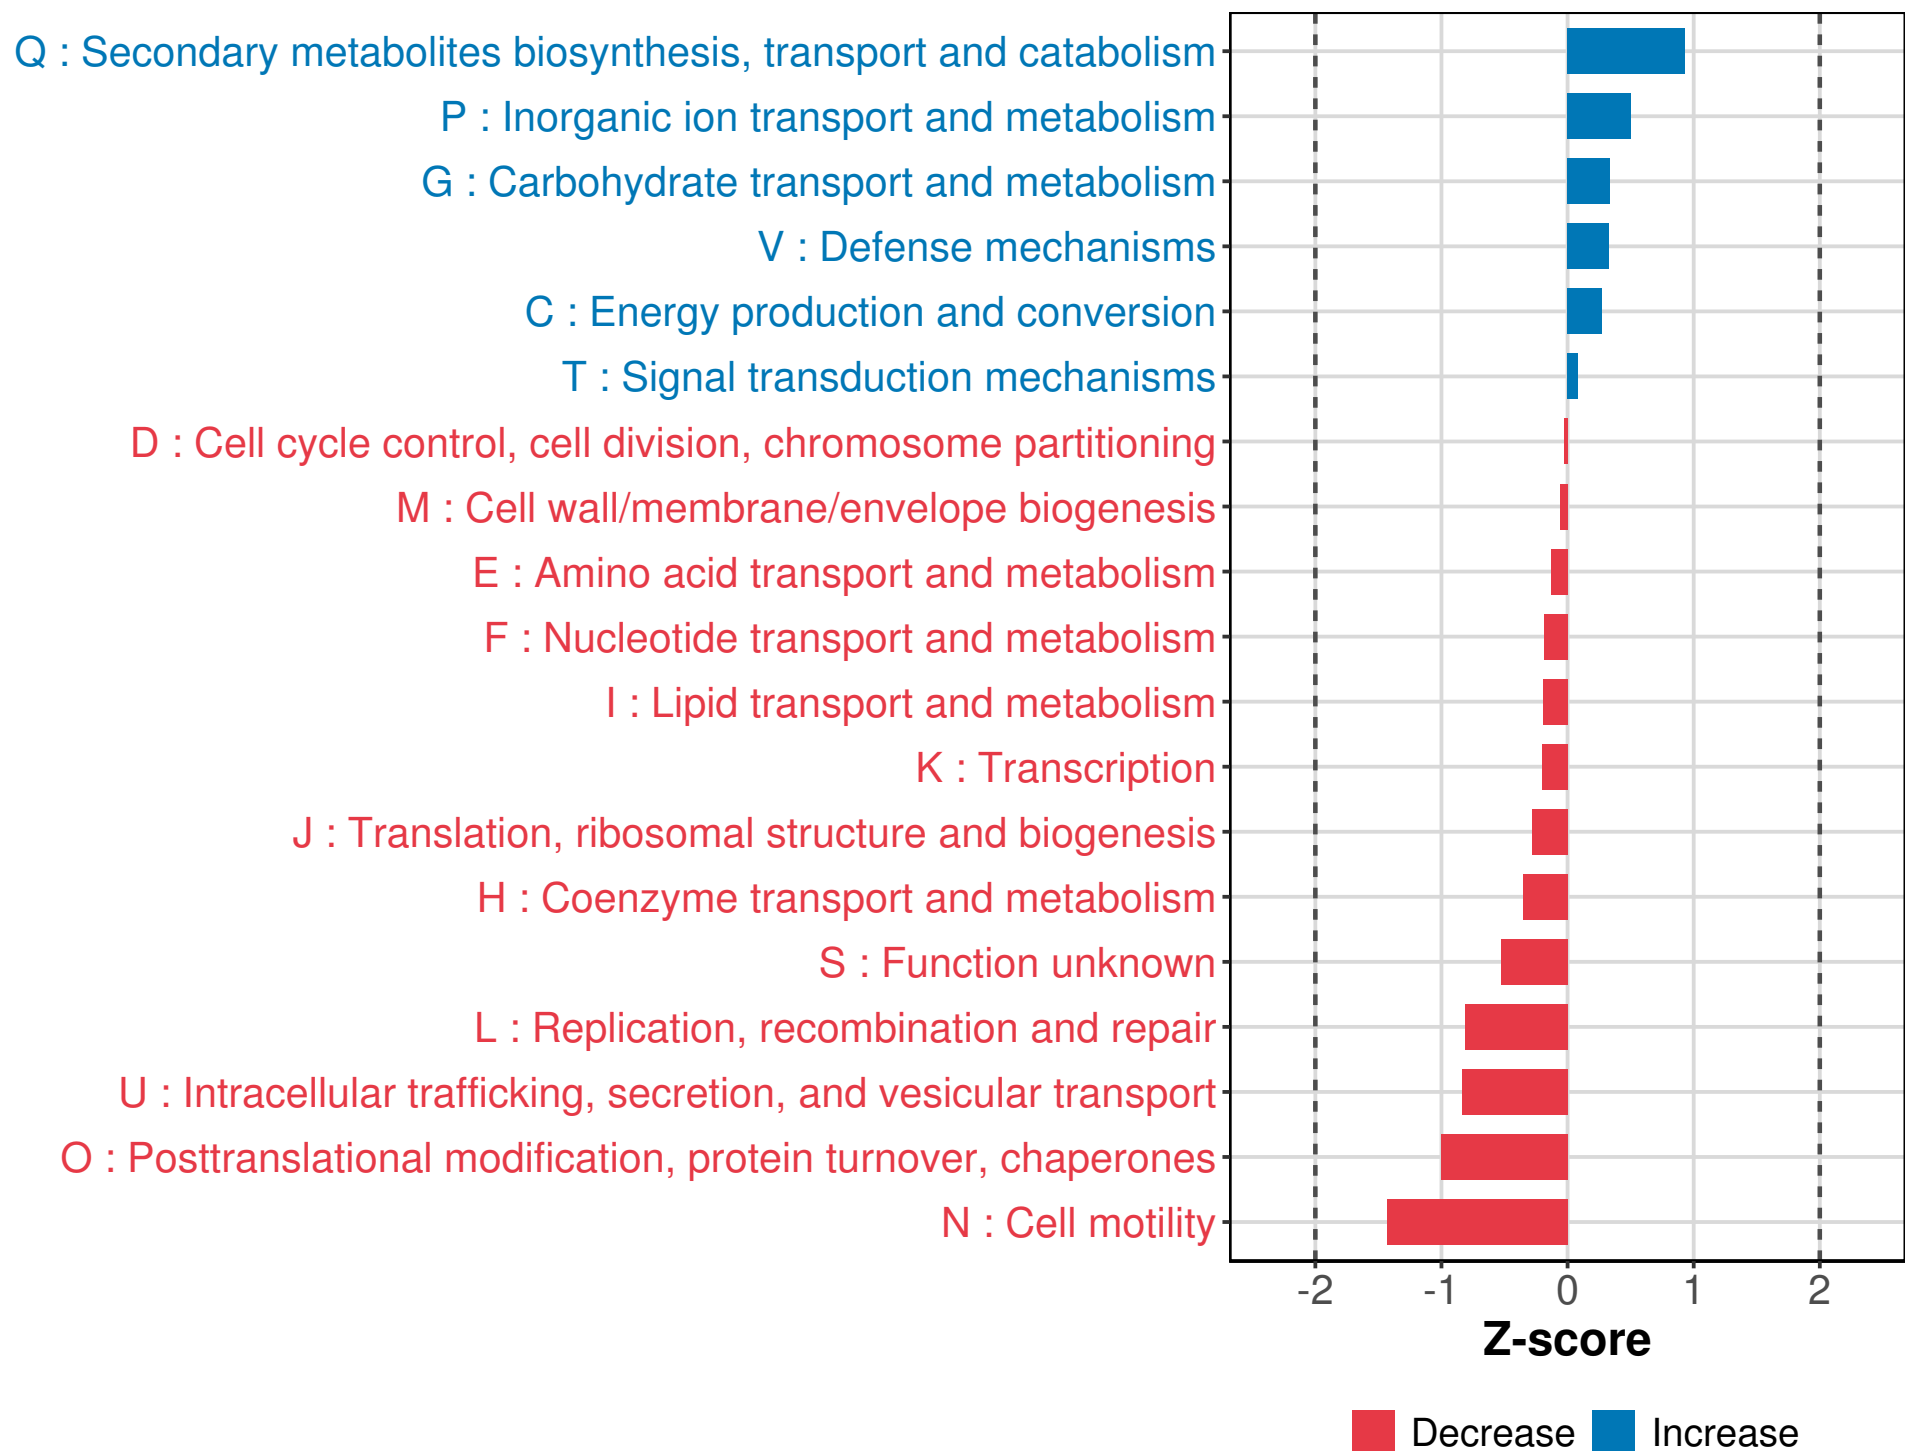 Q : Secondary metabolites biosynthesis, transport and catabolism
P : Inorganic ion transport and metabolism
G : Carbohydrate transport and metabolism
V : Defense mechanisms
C : Energy production and conversion
T : Signal transduction mechanisms
D : Cell cycle control, cell division, chromosome partitioning
M : Cell wall/membrane/envelope biogenesis
E : Amino acid transport and metabolism
F : Nucleotide transport and metabolism
I : Lipid transport and metabolism
K : Transcription
J : Translation, ribosomal structure and biogenesis
H : Coenzyme transport and metabolism
S : Function unknown
L : Replication, recombination and repair
U : Intracellular trafficking, secretion, and vesicular transport
O : Posttranslational modification, protein turnover, chaperones
N : Cell motility
-2 -1 0 1 2
Z-score
Decrease Increase